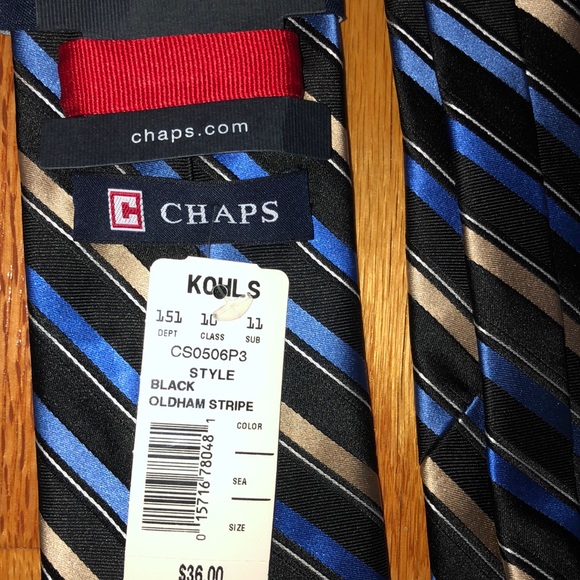 chaps.com
C CHAPS
KOHLS
151 10 11
DEPT CLASS SUB
CS0506P3
STYLE
BLACK
OLDHAM STRIPE
COLOR
SEA
SIZE
0 15716 78048 1
$36.00